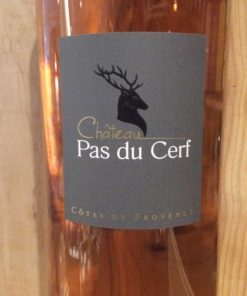 Château
Pas du Cerf
CÔTES DE PROVENCE